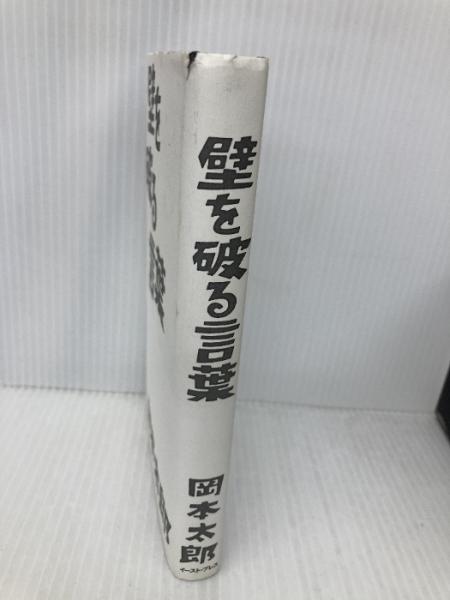 壁を破る言葉
岡本太郎
イースト・プレス